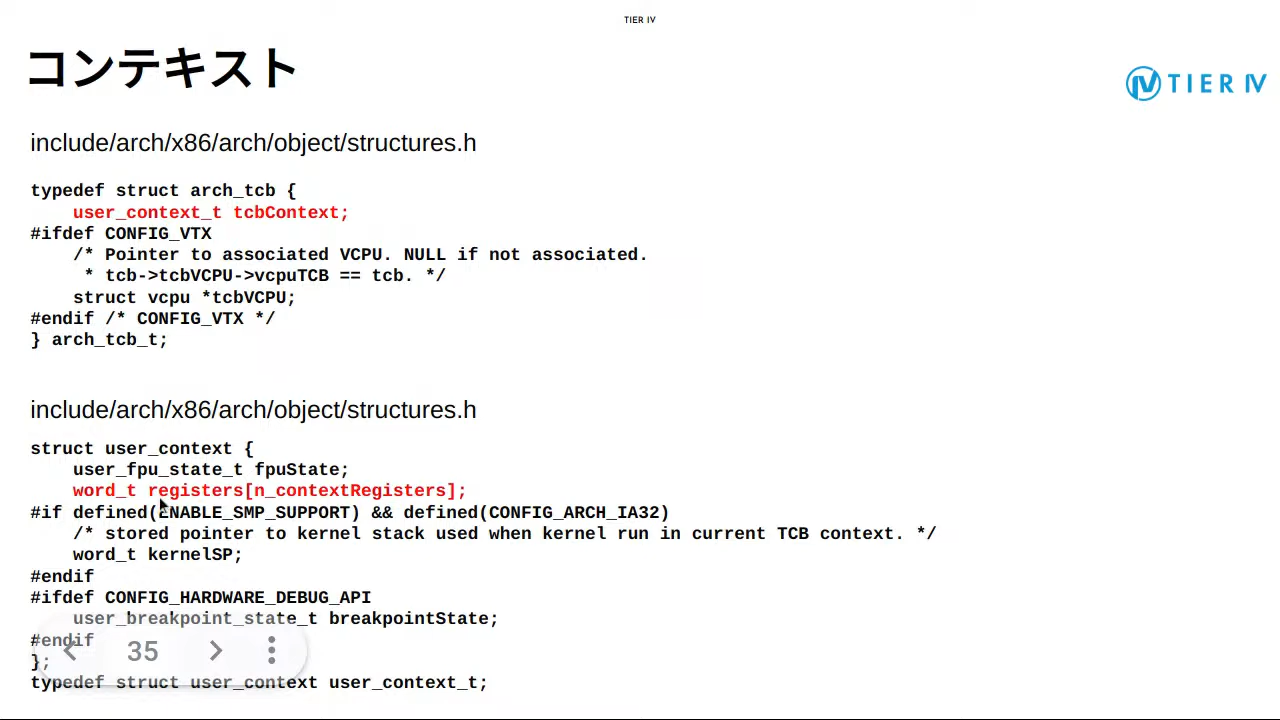 TIER IV
コンテキスト
TIER IV
include/arch/x86/arch/object/structures.h
typedef struct arch_tcb {
    user_context_t tcbContext;
#ifdef CONFIG_VTX
    /* Pointer to associated VCPU. NULL if not associated.
     * tcb->tcbVCPU->vcpuTCB == tcb. */
    struct vcpu *tcbVCPU;
#endif /* CONFIG_VTX */
} arch_tcb_t;
include/arch/x86/arch/object/structures.h
struct user_context {
    user_fpu_state_t fpuState;
    word_t registers[n_contextRegisters];
#if defined(ENABLE_SMP_SUPPORT) && defined(CONFIG_ARCH_IA32)
    /* stored pointer to kernel stack used when kernel run in current TCB context. */
    word_t kernelSP;
#endif
#ifdef CONFIG_HARDWARE_DEBUG_API
    user_breakpoint_state_t breakpointState;
#endif
35
};
typedef struct user_context user_context_t;